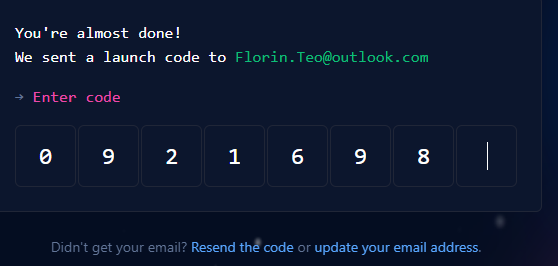 You're almost done!
We sent a launch code to Florin.Teo@outlook.com
→ Enter code
0 9 2 1 6 9 8
Didn't get your email? Resend the code or update your email address.